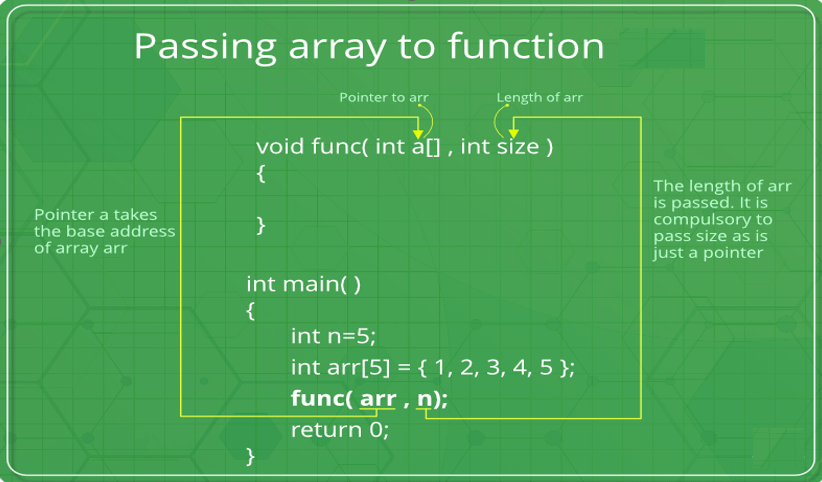 Passing array to function
Pointer to arr
Length of arr
void func( int a[] , int size )
{
}
Pointer a takes
the base address
of array arr
The length of arr
is passed. It is
compulsory to
pass size as is
just a pointer
int main( )
{
int n=5;
int arr[5] = { 1, 2, 3, 4, 5 };
func( arr , n);
return 0;
}